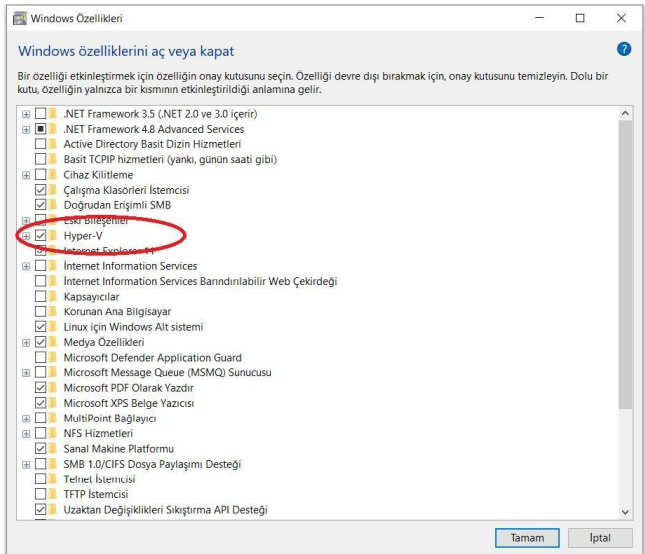 Windows Özellikleri
Windows özelliklerini aç veya kapat
Bir özelliği etkinleştirmek için özelliğin onay kutusunu seçin. Özelliği devre dışı bırakmak için, onay kutusunu temizleyin. Dolu bir
kutu, özelliğin yalnızca bir kısmının etkinleştirildiği anlamına gelir.
.NET Framework 3.5 (.NET 2.0 ve 3.0 içerir)
.NET Framework 4.8 Advanced Services
Active Directory Basit Dizin Hizmetleri
Basit TCPIP hizmetleri (yankı, günün saati gibi)
Cihaz Kilitleme
Çalışma Klasörleri İstemcisi
Doğrudan Erişimli SMB
Eski Bileşenler
Hyper-V
Internet Explorer 11
İnternet Information Services
İnternet Information Services Barındırılabilir Web Çekirdeği
Kapsayıcılar
Korunan Ana Bilgisayar
Linux için Windows Alt sistemi
Medya Özellikleri
Microsoft Defender Application Guard
Microsoft Message Queue (MSMQ) Sunucusu
Microsoft PDF Olarak Yazdır
Microsoft XPS Belge Yazıcısı
MultiPoint Bağlayıcı
NFS Hizmetleri
Sanal Makine Platformu
SMB 1.0/CIFS Dosya Paylaşımı Desteği
Telnet İstemcisi
TFTP İstemcisi
Uzaktan Değişiklikleri Sıkıştırma API Desteği
Tamam
İptal